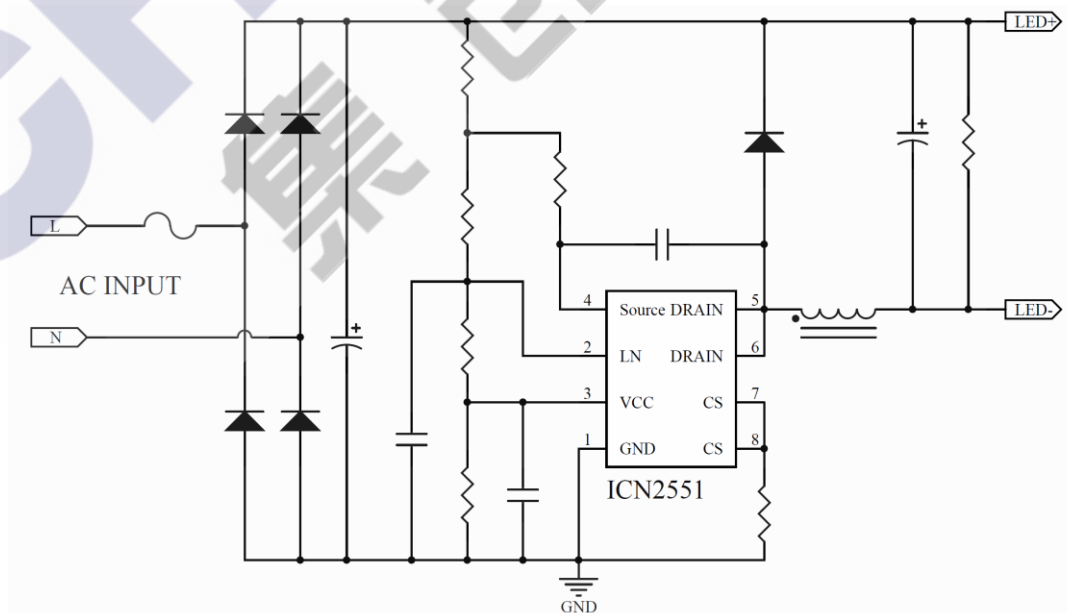 LED+
L
AC INPUT
N
LED-
4 Source DRAIN 5
2 LN DRAIN 6
3 VCC CS 7
1 GND CS 8
ICN2551
GND
+
+
集